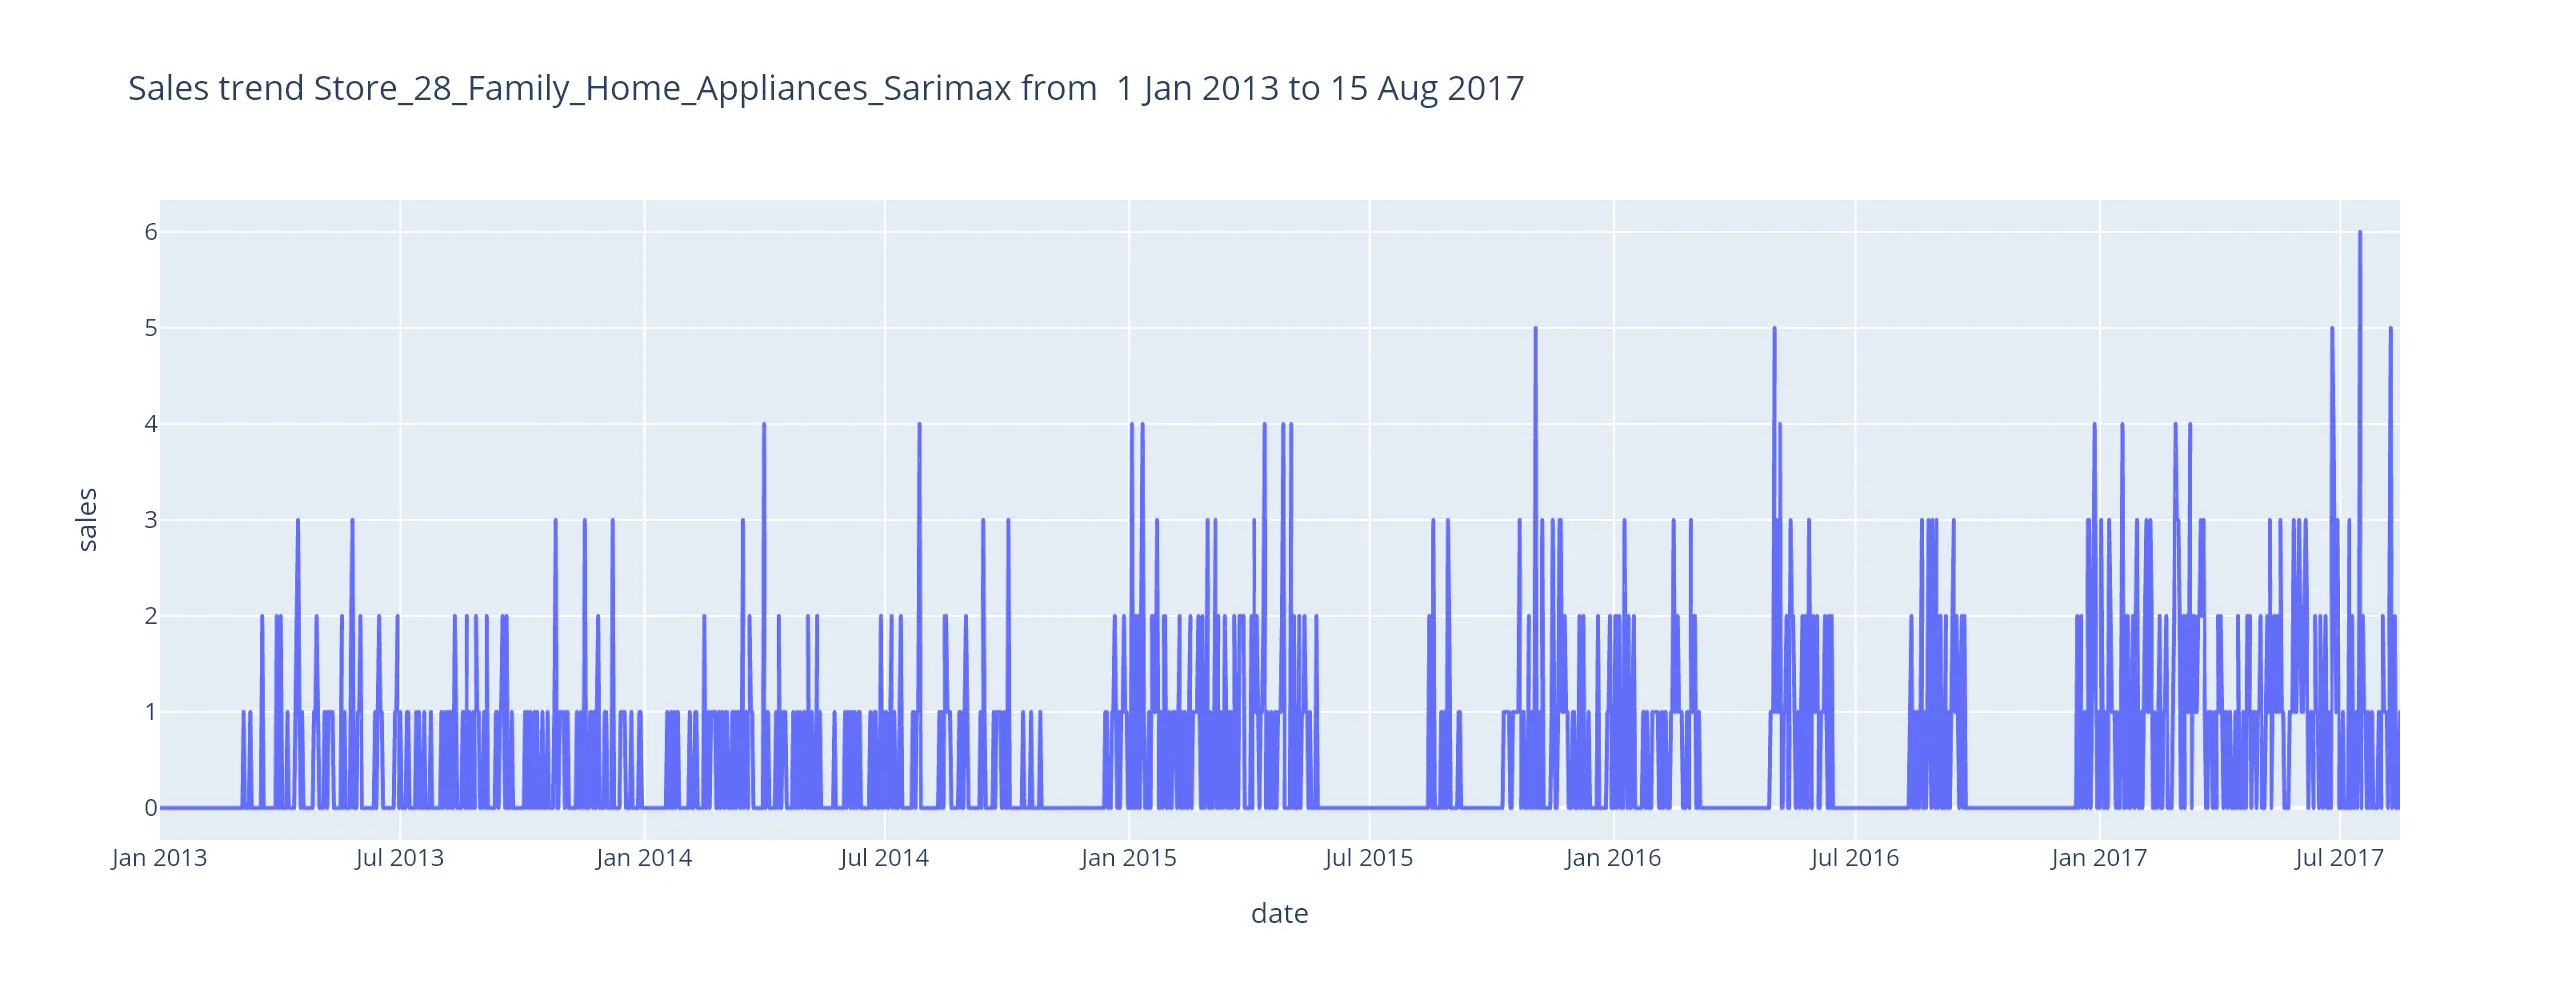 Sales trend Store_28_Family_Home_Appliances_Sarimax from  1 Jan 2013 to 15 Aug 2017
6
5
4
3
2
1
0
sales
Jan 2013 Jul 2013 Jan 2014 Jul 2014 Jan 2015 Jul 2015 Jan 2016 Jul 2016 Jan 2017 Jul 2017
date